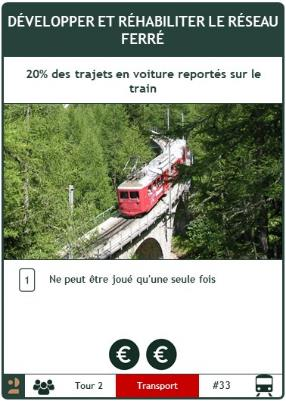 DÉVELOPPER ET RÉHABILITER LE RÉSEAU
FERRÉ
20% des trajets en voiture reportés sur le
train
1 Ne peut être joué qu'une seule fois
€ €
2 Tour 2 Transport #33